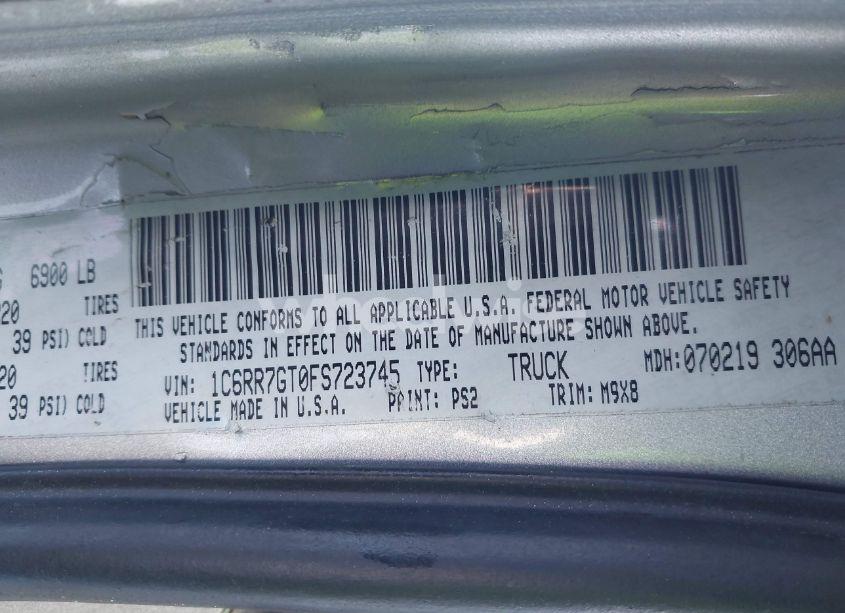 6900 LB
20 TIRES
39 PSI) COLD
20 TIRES
39 PSI) COLD
THIS VEHICLE CONFORMS TO ALL APPLICABLE U.S.A. FEDERAL MOTOR VEHICLE SAFETY
STANDARDS IN EFFECT ON THE DATE OF MANUFACTURE SHOWN ABOVE.
VIN: 1C6RR7GT0FS723745 TYPE: TRUCK MDH:070219 306AA
VEHICLE MADE IN U.S.A. PAINT: PS2 TRIM: M9X8